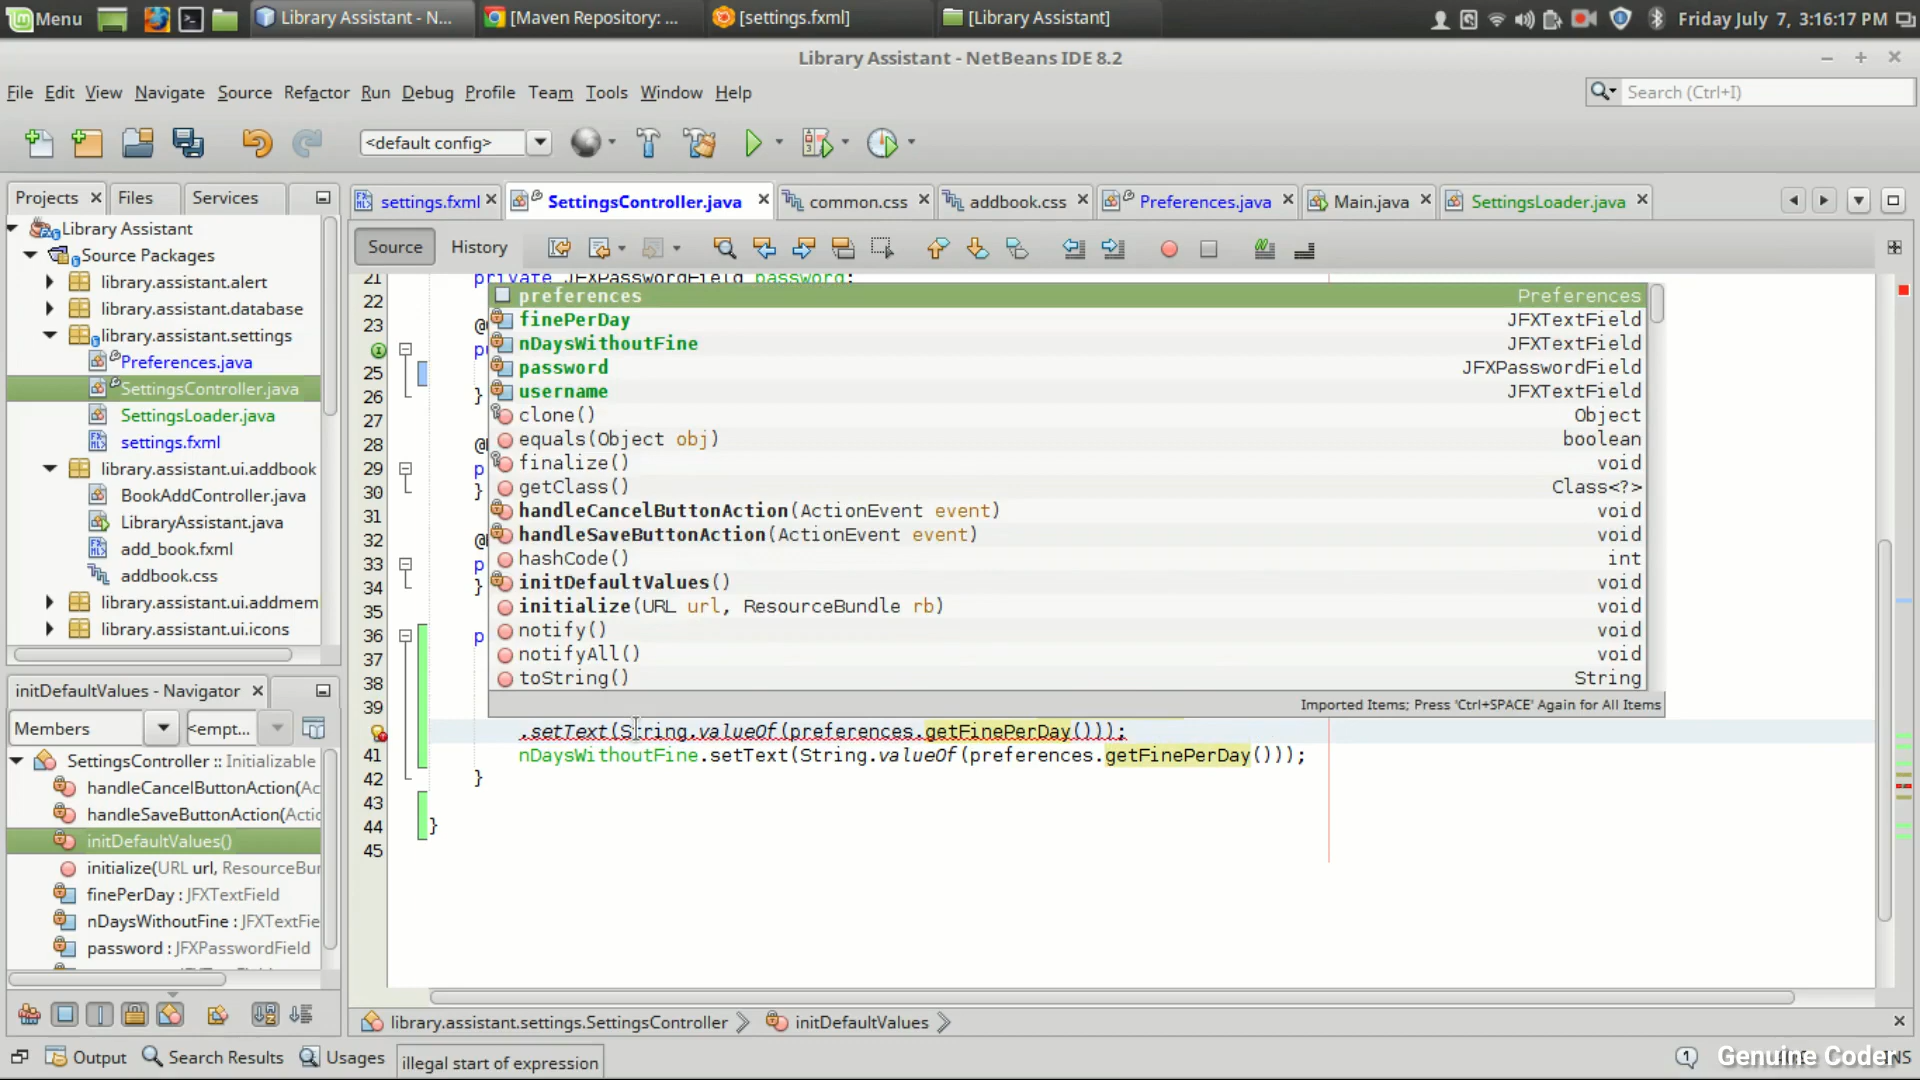 Menu
Library Assistant - N...
[Maven Repository: ...
[settings.fxml]
[Library Assistant]
Friday July 7, 3:16:17 PM
Library Assistant - NetBeans IDE 8.2
File Edit View Navigate Source Refactor Run Debug Profile Team Tools Window Help
Search (Ctrl+I)
<default config>
Projects
Files
Services
settings.fxml
SettingsController.java
common.css
addbook.css
Preferences.java
Main.java
SettingsLoader.java
Source
History
Library Assistant
Source Packages
library.assistant.alert
library.assistant.database
library.assistant.settings
Preferences.java
SettingsController.java
SettingsLoader.java
settings.fxml
library.assistant.ui.addbook
BookAddController.java
LibraryAssistant.java
add_book.fxml
addbook.css
library.assistant.ui.addmem
library.assistant.ui.icons
initDefaultValues - Navigator
Members
<empt...
SettingsController :: Initializable
handleCancelButtonAction(Ac
handleSaveButtonAction(Actio
initDefaultValues()
initialize(URL url, ResourceBun
finePerDay : JFXTextField
nDaysWithoutFine : JFXTextFie
password : JFXPasswordField
21 private JFXPasswordField password;
22
23 @
pu
25
26 }
27
28 @
29 p
30 }
31
32 @
33 p
34 }
35
36 p
37
38
39
.setText(String.valueOf(preferences.getFinePerDay()));
41 nDaysWithoutFine.setText(String.valueOf(preferences.getFinePerDay()));
42 }
43
44 }
45
preferences Preferences
finePerDay JFXTextField
nDaysWithoutFine JFXTextField
password JFXPasswordField
username JFXTextField
clone() Object
equals(Object obj) boolean
finalize() void
getClass() Class<?>
handleCancelButtonAction(ActionEvent event) void
handleSaveButtonAction(ActionEvent event) void
hashCode() int
initDefaultValues() void
initialize(URL url, ResourceBundle rb) void
notify() void
notifyAll() void
toString() String
Imported Items; Press 'Ctrl+SPACE' Again for All Items
library.assistant.settings.SettingsController
initDefaultValues
Output
Search Results
Usages
illegal start of expression
1
Genuine Coder